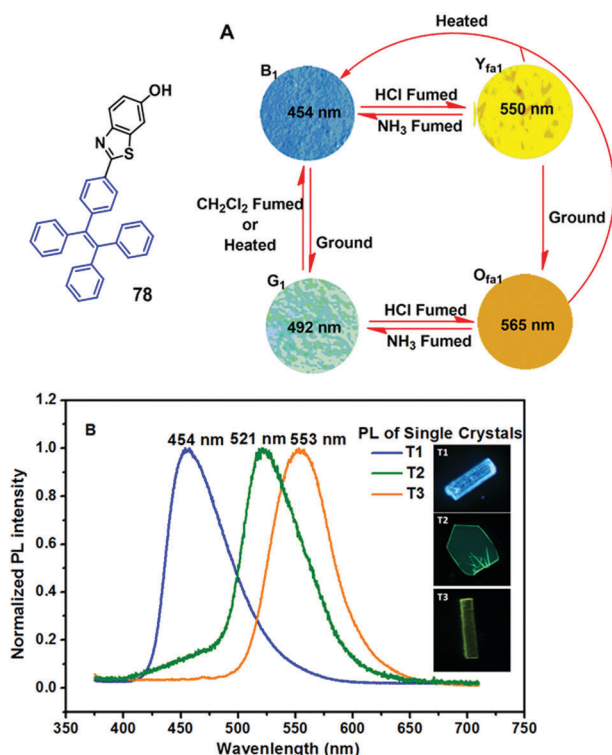 A
OH
N
S
78
Heated
B1
454 nm
HCl Fumed
NH3 Fumed
Yfa1
550 nm
CH2Cl2 Fumed
or
Heated
Ground
Ground
G1
492 nm
HCl Fumed
NH3 Fumed
Ofa1
565 nm
B
454 nm 521 nm 553 nm
PL of Single Crystals
T1
T2
T3
T1
T2
T3
Normalized PL intensity
1.2
1.0
0.8
0.6
0.4
0.2
0.0
350 400 450 500 550 600 650 700 750
Wavelength (nm)